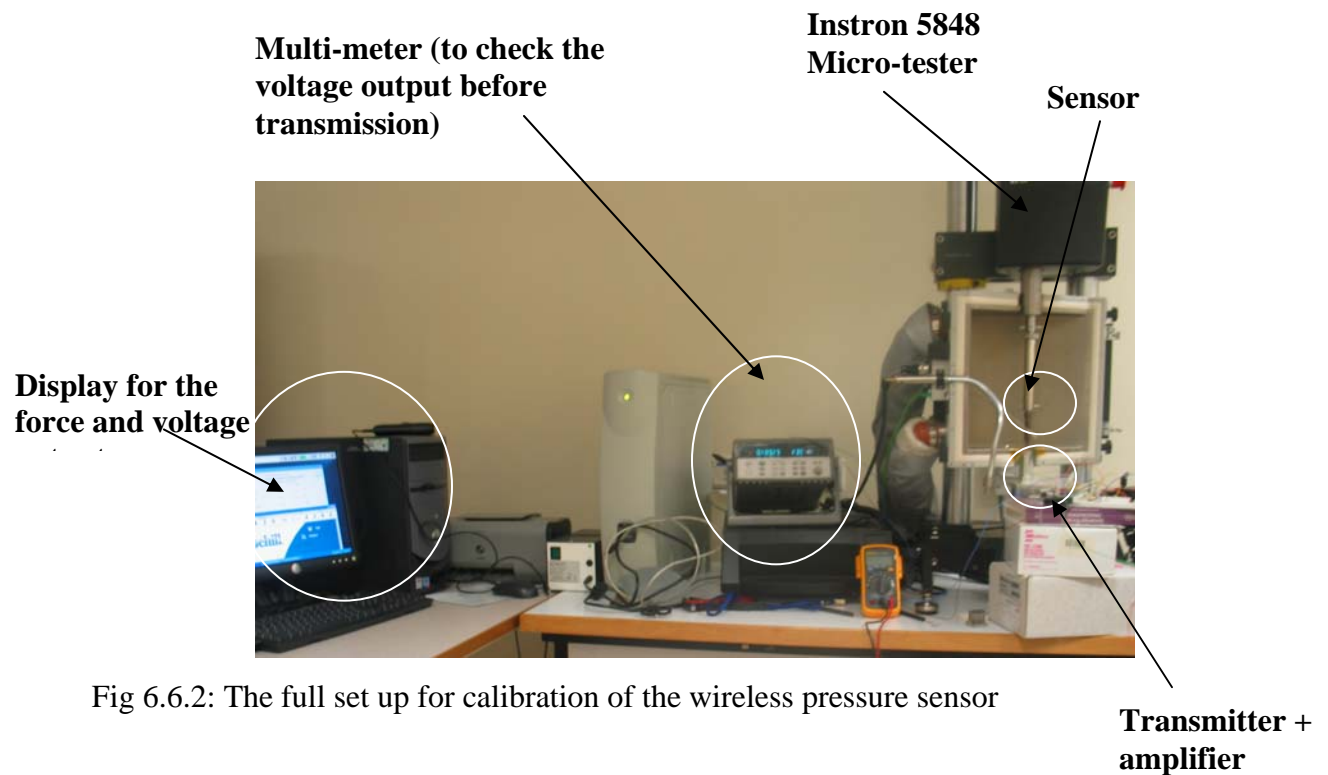 Instron 5848
Micro-tester
Multi-meter (to check the
voltage output before
transmission)
Sensor
Display for the
force and voltage
Fig 6.6.2: The full set up for calibration of the wireless pressure sensor
Transmitter +
amplifier